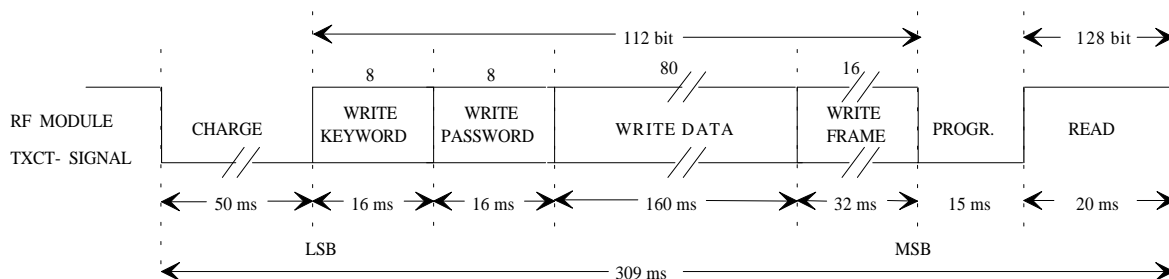 112 bit
128 bit
8
8
80
16
RF MODULE
TXCT- SIGNAL
CHARGE
WRITE
KEYWORD
WRITE
PASSWORD
WRITE DATA
WRITE
FRAME
PROGR.
READ
50 ms
16 ms
16 ms
160 ms
32 ms
15 ms
20 ms
LSB
MSB
309 ms